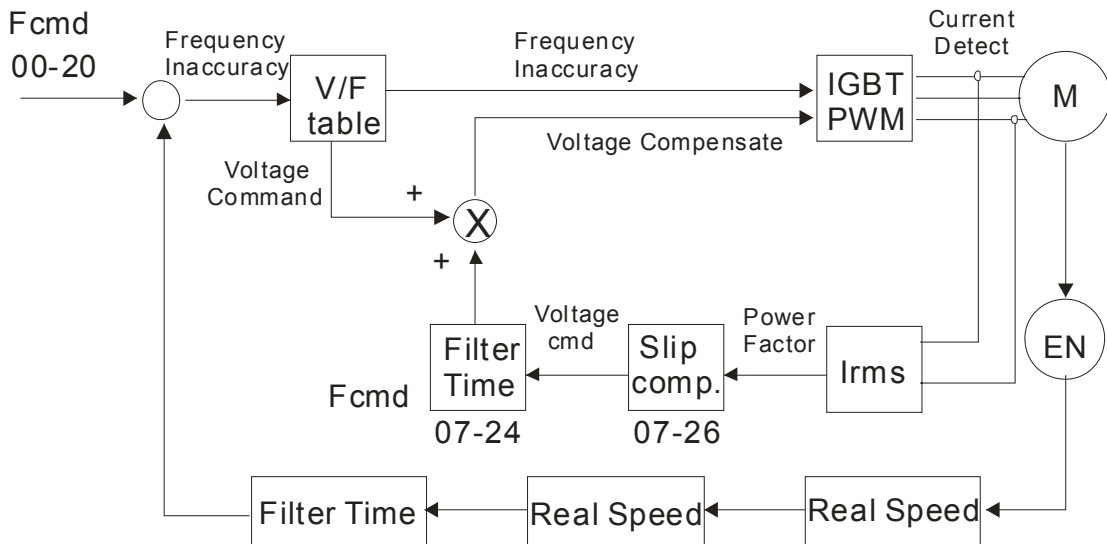 Fcmd
00-20
Frequency
Inaccuracy
V/F
table
Frequency
Inaccuracy
IGBT
PWM
Current
Detect
M
Voltage
Command
Voltage Compensate
+
X
+
Filter
Time
Voltage
cmd
Slip
comp.
Power
Factor
Irms
EN
Fcmd
07-24
07-26
Filter Time
Real Speed
Real Speed